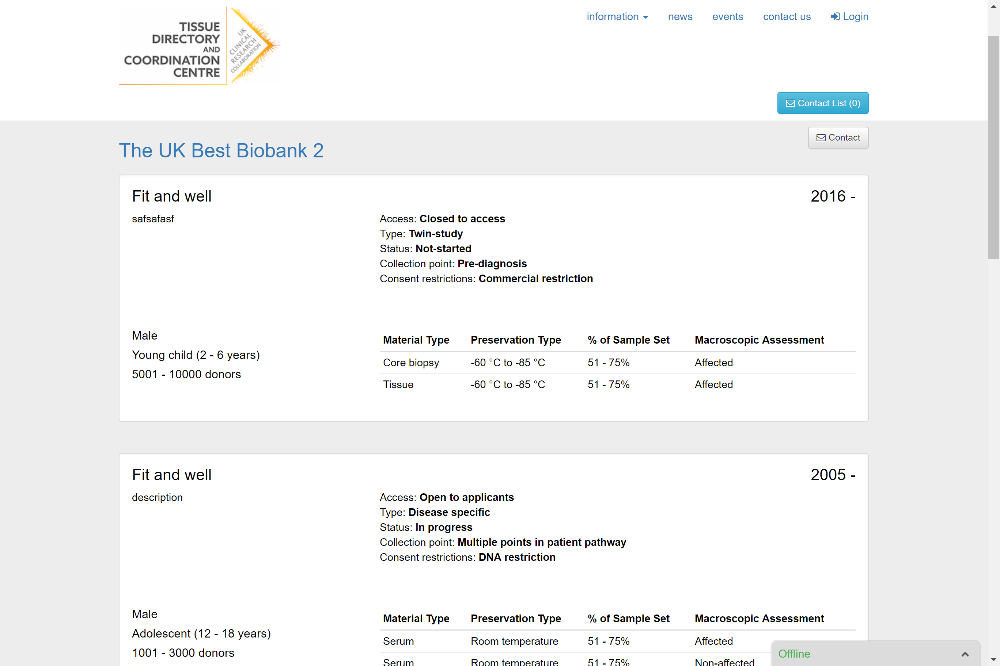 TISSUE
DIRECTORY
AND
COORDINATION
CENTRE
UK
CLINICAL
RESEARCH
COLLABORATION
information news events contact us Login
Contact List (0)
Contact
The UK Best Biobank 2
Fit and well 2016 -
safsafasf
Access: Closed to access
Type: Twin-study
Status: Not-started
Collection point: Pre-diagnosis
Consent restrictions: Commercial restriction
Male
Young child (2 - 6 years)
5001 - 10000 donors
Material Type Preservation Type % of Sample Set Macroscopic Assessment
Core biopsy -60 °C to -85 °C 51 - 75% Affected
Tissue -60 °C to -85 °C 51 - 75% Affected
Fit and well 2005 -
description
Access: Open to applicants
Type: Disease specific
Status: In progress
Collection point: Multiple points in patient pathway
Consent restrictions: DNA restriction
Male
Adolescent (12 - 18 years)
1001 - 3000 donors
Material Type Preservation Type % of Sample Set Macroscopic Assessment
Serum Room temperature 51 - 75% Affected
Serum Room temperature 51 - 75% Non-affected
Offline